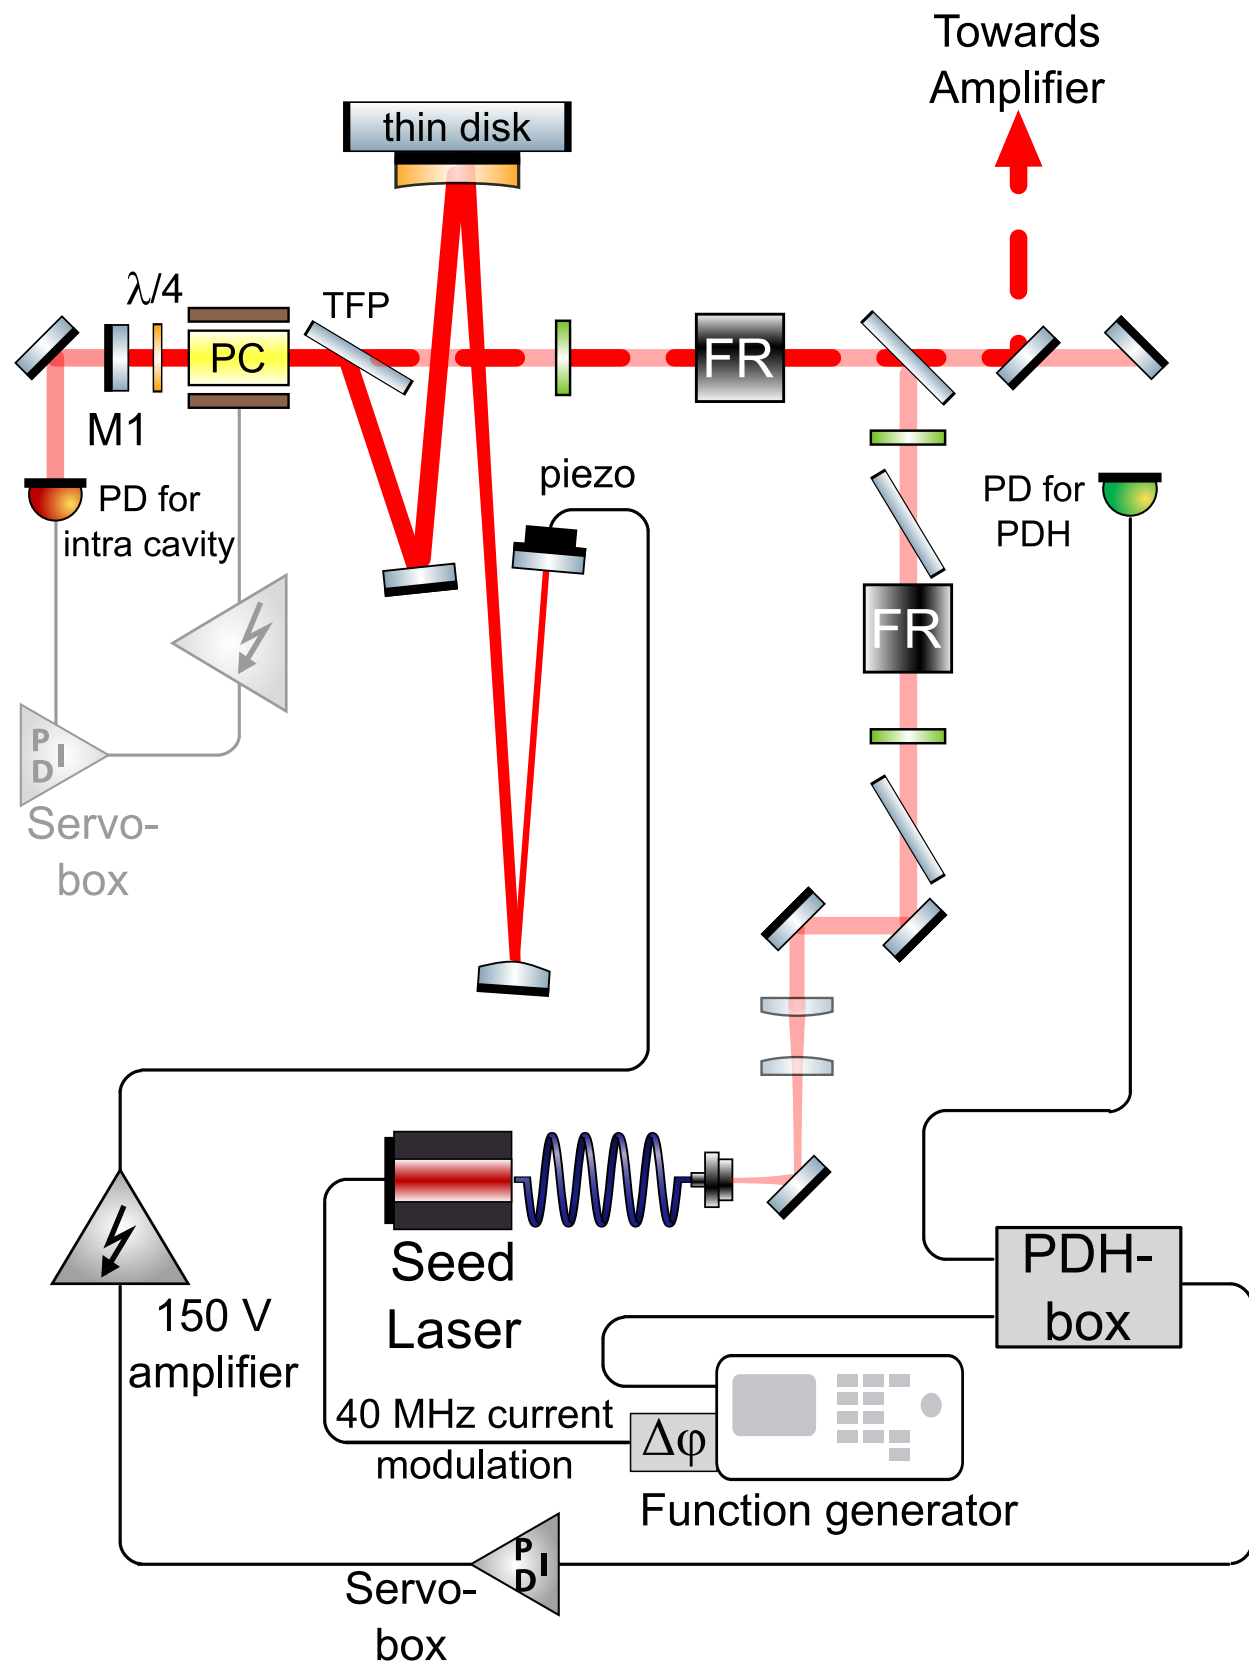 Towards
Amplifier
thin disk
λ/4
TFP
PC
FR
M1
piezo
PD for
intra cavity
PD for
PDH
FR
P
I
D
Servo-
box
Seed
Laser
PDH-
box
150 V
amplifier
40 MHz current
modulation
Δφ
Function generator
P
I
D
Servo-
box